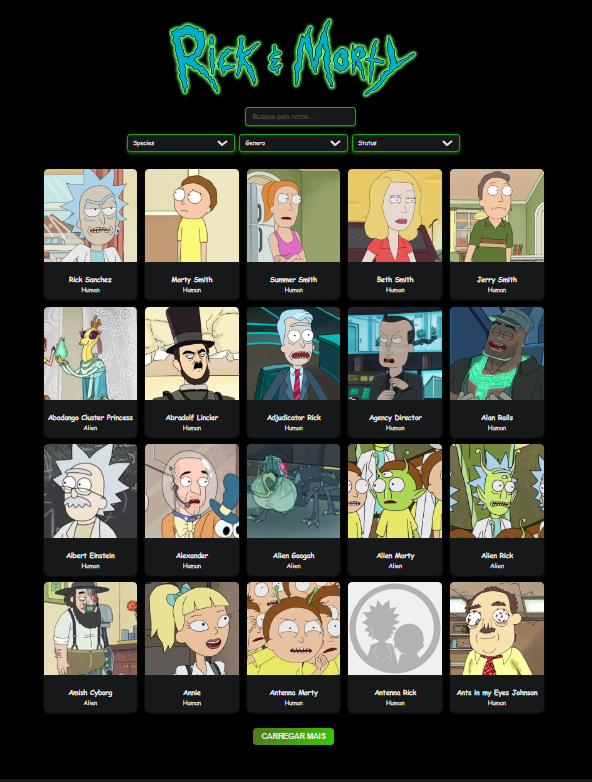 Rick & Morty
Busque pelo nome...
Species Genero Status
Rick Sanchez Morty Smith Summer Smith Beth Smith Jerry Smith
Human Human Human Human Human
Abadango Cluster Princess Abradolf Lincler Adjudicator Rick Agency Director Alan Rails
Alien Human Human Human Human
Albert Einstein Alexander Alien Googah Alien Morty Alien Rick
Human Human Alien Alien Alien
Amish Cyborg Annie Antenna Morty Antenna Rick Ants in my Eyes Johnson
Alien Human Human Human Human
CARREGAR MAIS